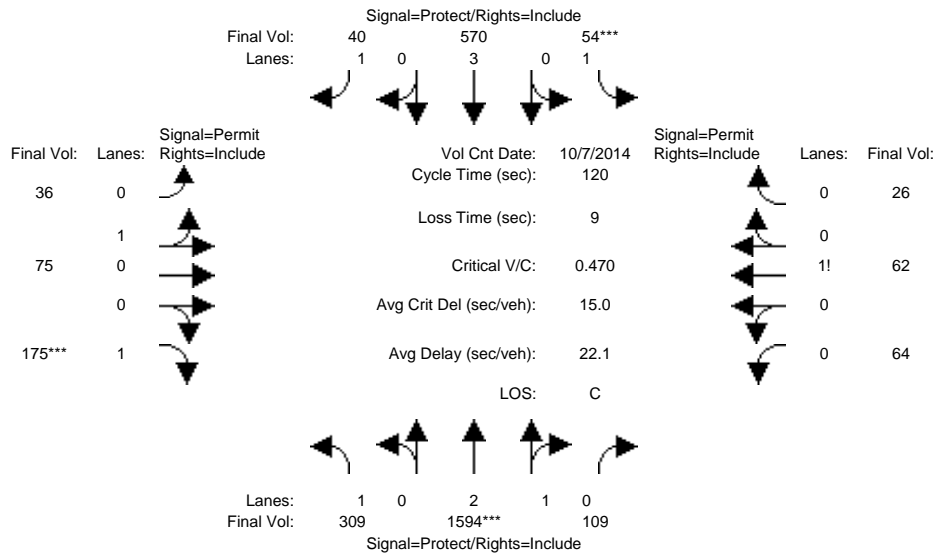 Signal=Protect/Rights=Include
Final Vol: 40 570 54***
Lanes: 1 0 3 0 1
Signal=Permit
Final Vol: Lanes: Rights=Include
Vol Cnt Date: 10/7/2014
Signal=Permit
Rights=Include Lanes: Final Vol:
Cycle Time (sec): 120
36 0
0 26
Loss Time (sec): 9
1
0
75 0
Critical V/C: 0.470
1! 62
0
Avg Crit Del (sec/veh): 15.0
0
175*** 1
Avg Delay (sec/veh): 22.1
0 64
LOS: C
Lanes: 1 0 2 1 0
Final Vol: 309 1594*** 109
Signal=Protect/Rights=Include